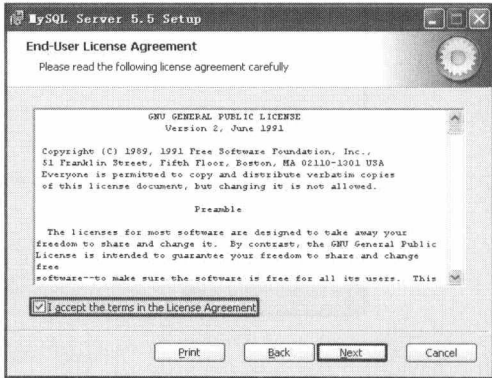 MySQL Server 5.5 Setup
End-User License Agreement
Please read the following license agreement carefully
GNU GENERAL PUBLIC LICENSE
Version 2, June 1991
Copyright (C) 1989, 1991 Free Software Foundation, Inc.,
51 Franklin Street, Fifth Floor, Boston, MA 02110-1301 USA
Everyone is permitted to copy and distribute verbatim copies
of this license document, but changing it is not allowed.
Preamble
The licenses for most software are designed to take away your
freedom to share and change it. By contrast, the GNU General Public
License is intended to guarantee your freedom to share and change
free
software--to make sure the software is free for all its users. This
I accept the terms in the License Agreement
Print Back Next Cancel